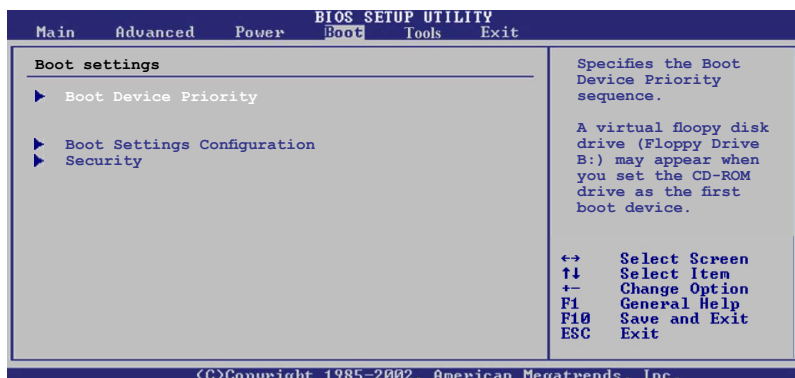 BIOS SETUP UTILITY
Main Advanced Power Boot Tools Exit
Boot settings
Boot Device Priority
Boot Settings Configuration
Security
Specifies the Boot
Device Priority
sequence.
A virtual floopy disk
drive (Floppy Drive
B:) may appear when
you set the CD-ROM
drive as the first
boot device.
←→ Select Screen
↑↓ Select Item
+- Change Option
F1 General Help
F10 Save and Exit
ESC Exit
(C)Copyright 1985-2002, American Megatrends, Inc.